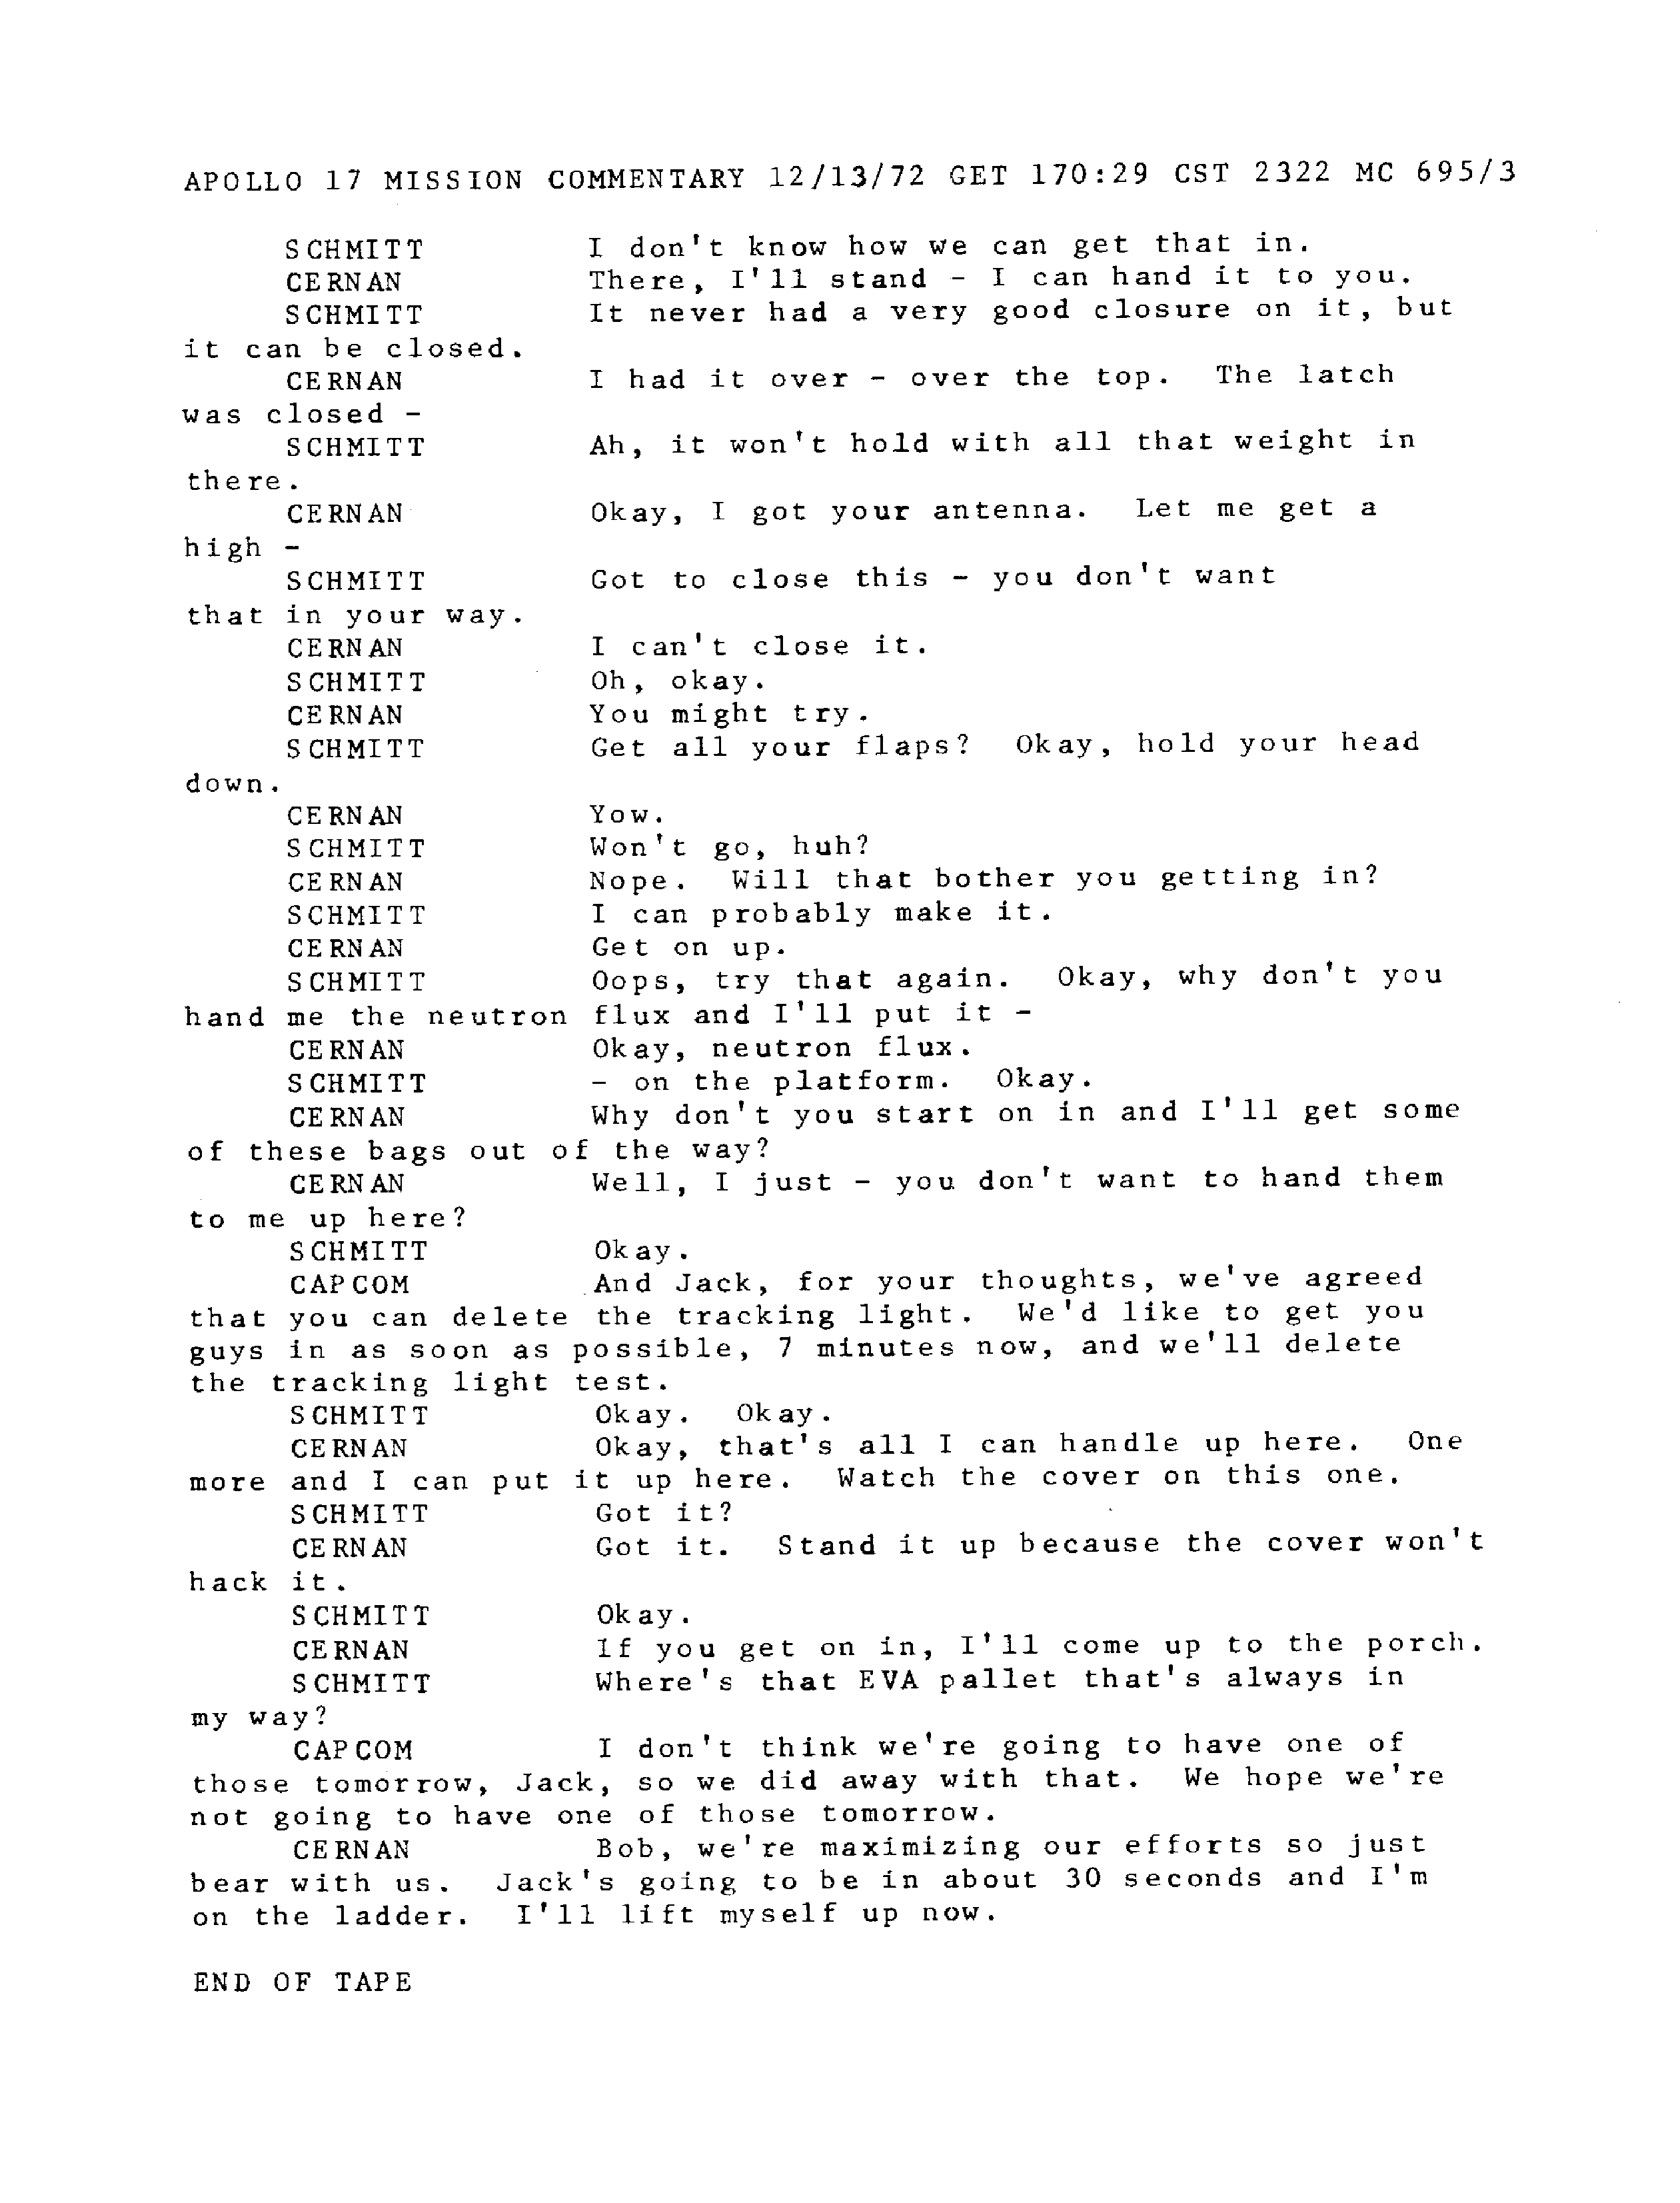 APOLLO 17 MISSION COMMENTARY 12/13/72 GET 170:29 CST 2322 MC 695/3
SCHMITT I don't know how we can get that in.
CERNAN There, I'll stand - I can hand it to you.
SCHMITT It never had a very good closure on it, but
it can be closed.
CERNAN I had it over - over the top. The latch
was closed -
SCHMITT Ah, it won't hold with all that weight in
there.
CERNAN Okay, I got your antenna. Let me get a
high -
SCHMITT Got to close this - you don't want
that in your way.
CERNAN I can't close it.
SCHMITT Oh, okay.
CERNAN You might try.
SCHMITT Get all your flaps? Okay, hold your head
down.
CERNAN Yow.
SCHMITT Won't go, huh?
CERNAN Nope. Will that bother you getting in?
SCHMITT I can probably make it.
CERNAN Get on up.
SCHMITT Oops, try that again. Okay, why don't you
hand me the neutron flux and I'll put it -
CERNAN Okay, neutron flux.
SCHMITT - on the platform. Okay.
CERNAN Why don't you start on in and I'll get some
of these bags out of the way?
CERNAN Well, I just - you don't want to hand them
to me up here?
SCHMITT Okay.
CAPCOM And Jack, for your thoughts, we've agreed
that you can delete the tracking light. We'd like to get you
guys in as soon as possible, 7 minutes now, and we'll delete
the tracking light test.
SCHMITT Okay. Okay.
CERNAN Okay, that's all I can handle up here. One
more and I can put it up here. Watch the cover on this one.
SCHMITT Got it?
CERNAN Got it. Stand it up because the cover won't
hack it.
SCHMITT Okay.
CERNAN If you get on in, I'll come up to the porch.
SCHMITT Where's that EVA pallet that's always in
my way?
CAPCOM I don't think we're going to have one of
those tomorrow, Jack, so we did away with that. We hope we're
not going to have one of those tomorrow.
CERNAN Bob, we're maximizing our efforts so just
bear with us. Jack's going to be in about 30 seconds and I'm
on the ladder. I'll lift myself up now.
END OF TAPE